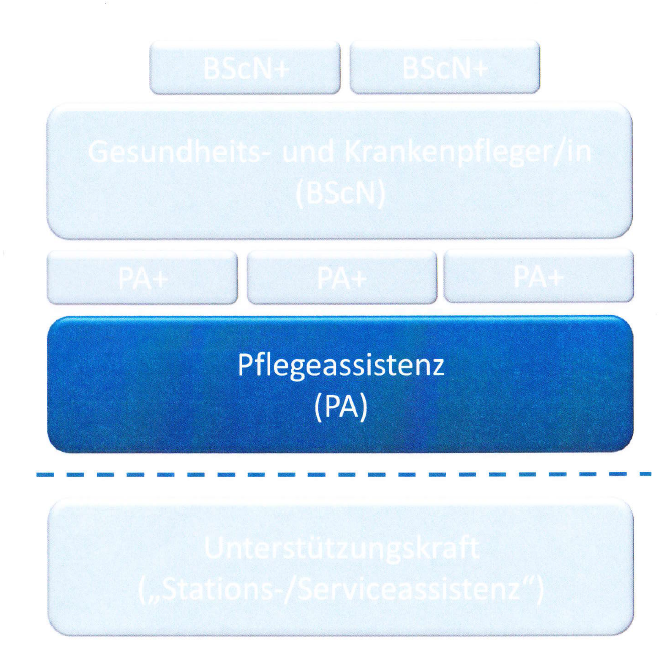 BScN+ BScN+
Gesundheits- und Krankenpfleger/in
(BScN)
PA+ PA+ PA+
Pflegeassistenz
(PA)
Unterstützungskraft
(„Stations-/Serviceassistenz“)